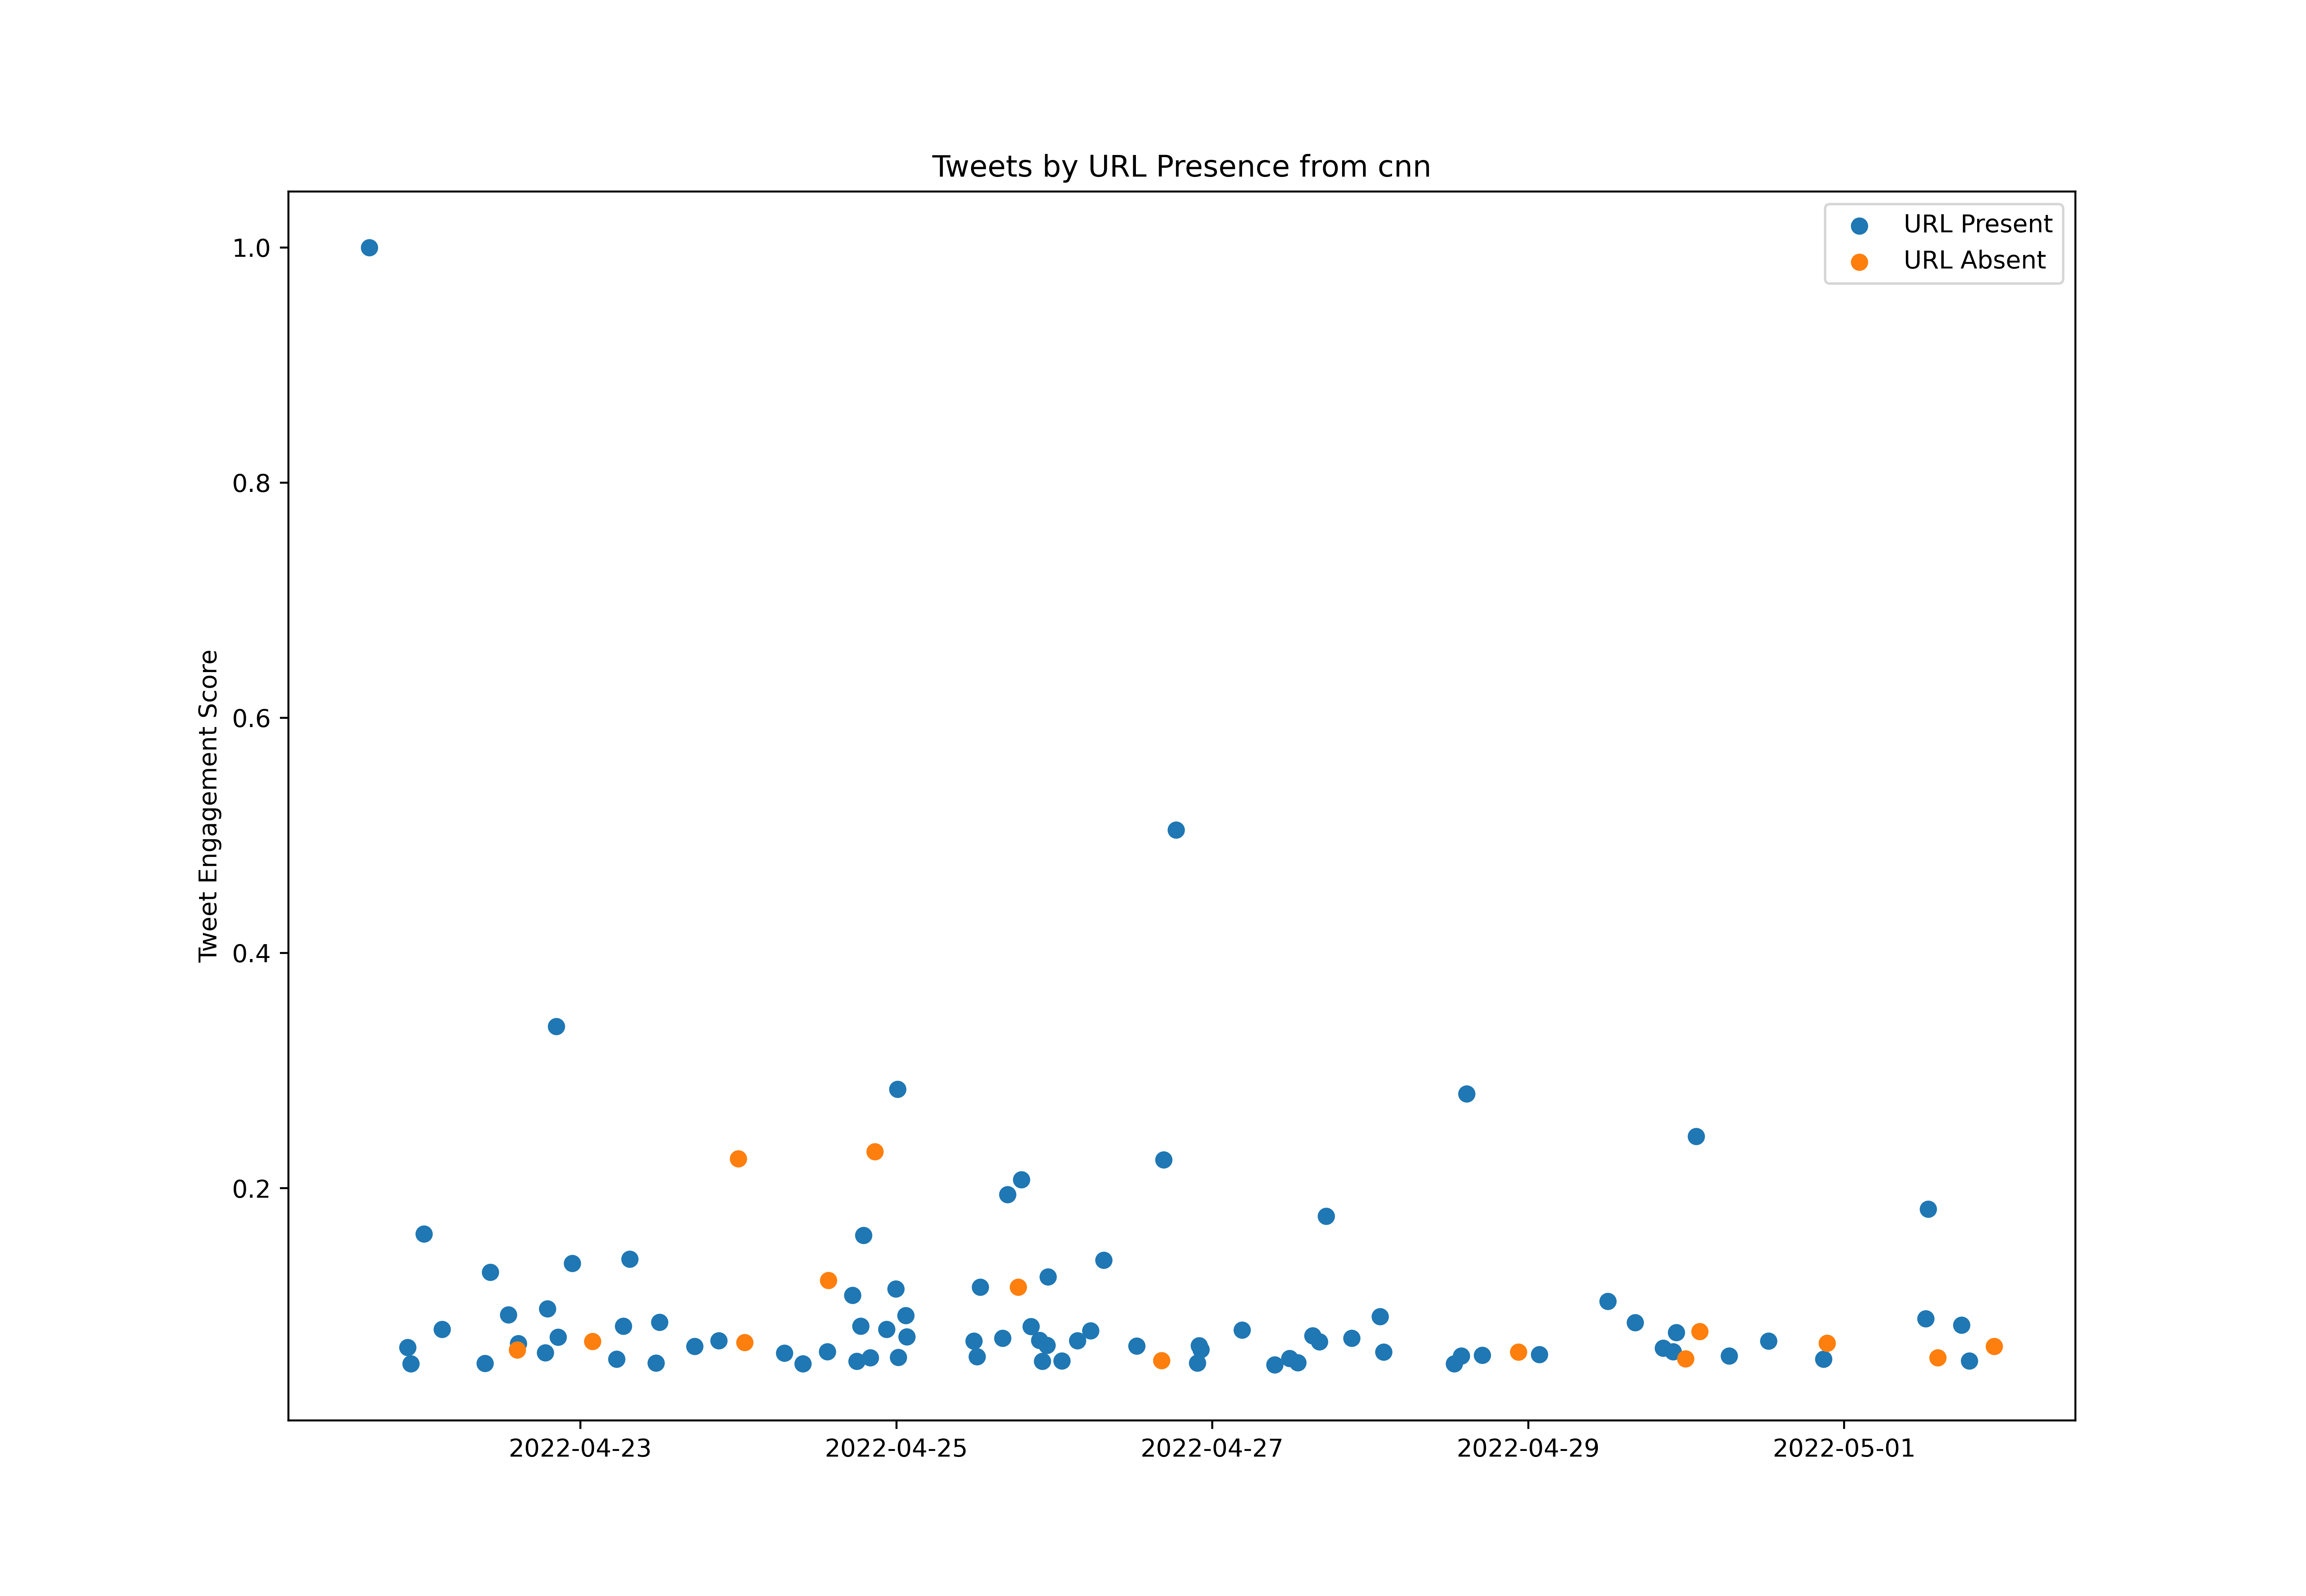 Tweets by URL Presence from cnn
URL Present
URL Absent
Tweet Engagement Score
1.0
0.8
0.6
0.4
0.2
2022-04-23
2022-04-25
2022-04-27
2022-04-29
2022-05-01